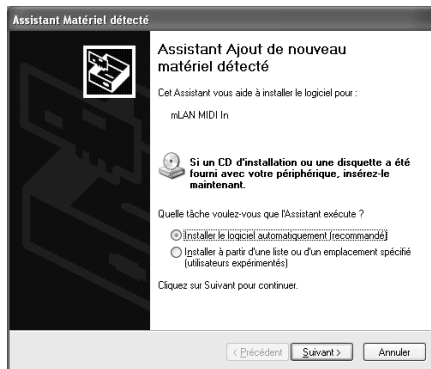 Assistant Matériel détecté
Assistant Ajout de nouveau
matériel détecté
Cet Assistant vous aide à installer le logiciel pour :
mLAN MIDI In
Si un CD d'installation ou une disquette a été
fourni avec votre périphérique, insérez-le
maintenant.
Quelle tâche voulez-vous que l'Assistant exécute ?
Installer le logiciel automatiquement (recommandé)
Installer à partir d'une liste ou d'un emplacement spécifié
(utilisateurs expérimentés)
Cliquez sur Suivant pour continuer.
< Précédent Suivant > Annuler